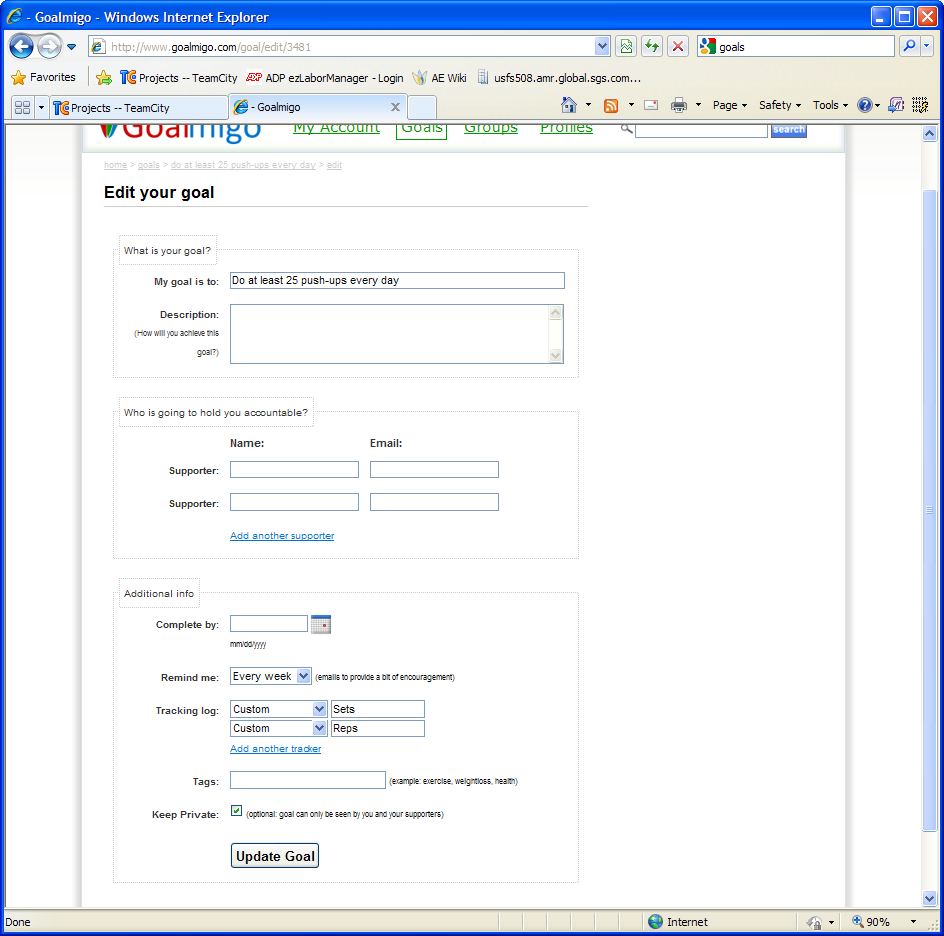 - Goalmigo - Windows Internet Explorer
http://www.goalmigo.com/goal/edit/3481
goals
Favorites
Projects -- TeamCity
ADP ezLaborManager - Login
AE Wiki
usfs508.amr.global.sgs.com...
Projects -- TeamCity
- Goalmigo
Page
Safety
Tools
Goalmigo
My Account
Goals
Groups
Profiles
search
home > goals > do at least 25 push-ups every day > edit
Edit your goal
What is your goal?
My goal is to: Do at least 25 push-ups every day
Description:
(How will you achieve this
goal?)
Who is going to hold you accountable?
Name: Email:
Supporter:
Supporter:
Add another supporter
Additional info
Complete by:
mm/dd/yyyy
Remind me: Every week (emails to provide a bit of encouragement)
Tracking log: Custom Sets
Custom Reps
Add another tracker
Tags: (example: exercise, weightloss, health)
Keep Private: (optional: goal can only be seen by you and your supporters)
Update Goal
Done
Internet
90%